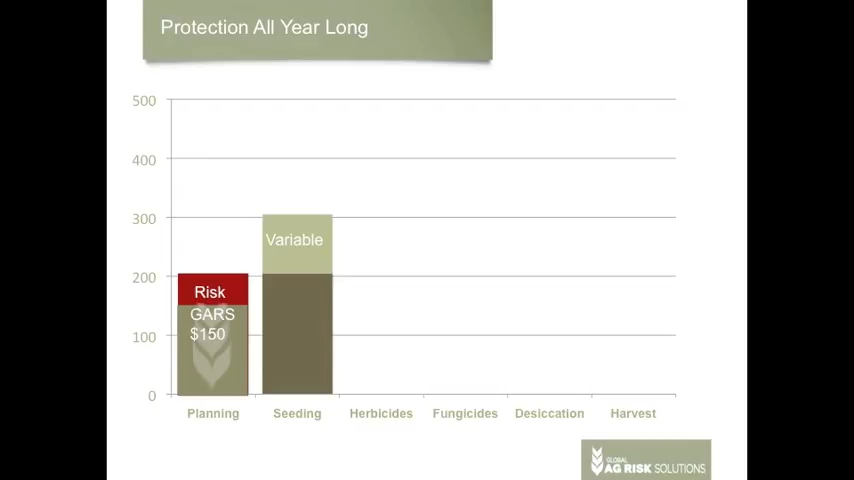 Protection All Year Long
500
400
300
200
100
0
Variable
Risk
GARS
$150
Planning
Seeding
Herbicides
Fungicides
Desiccation
Harvest
GLOBAL
AG RISK SOLUTIONS